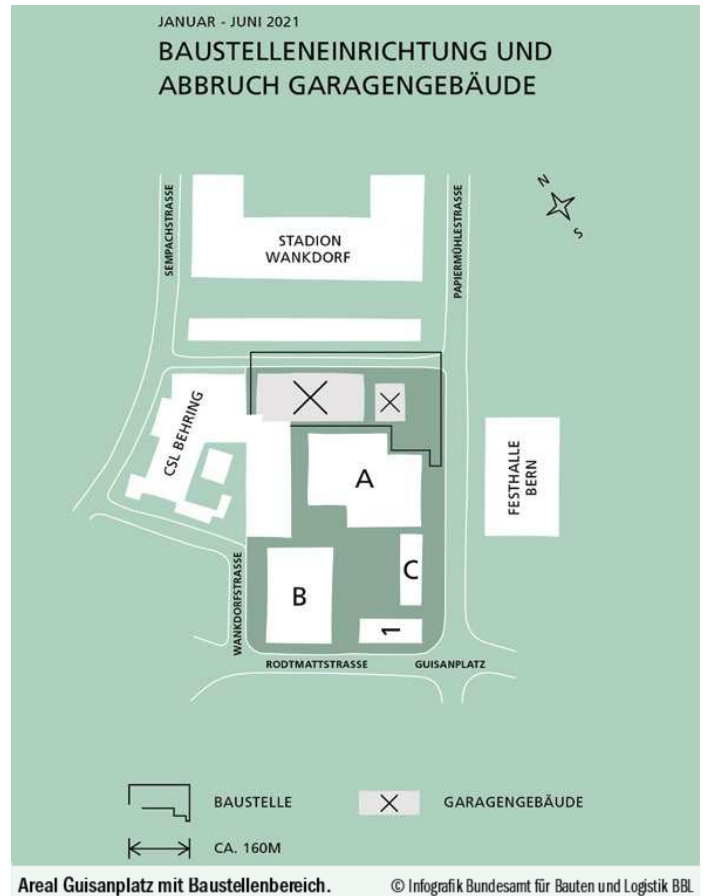 JANUAR - JUNI 2021
BAUSTELLENEINRICHTUNG UND
ABBRUCH GARAGENGEBÄUDE
N
S
SEMPACHSTRASSE
STADION
WANKDORF
PAPIERMÜHLESTRASSE
CSL BEHRING
A
FESTHALLE
BERN
C
B
1
WANKDORFSTRASSE
RODTMATTSTRASSE
GUISANPLATZ
BAUSTELLE
GARAGENGEBÄUDE
CA. 160M
Areal Guisanplatz mit Baustellenbereich.
© Infografik Bundesamt für Bauten und Logistik BBL